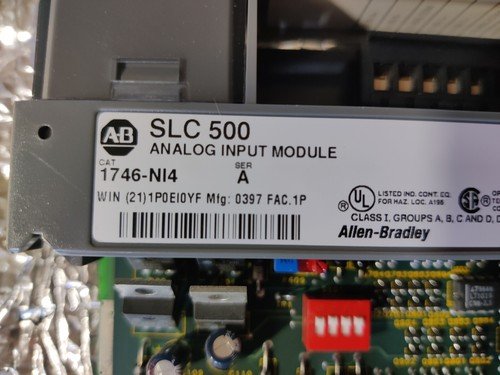 AB
SLC 500
ANALOG INPUT MODULE
CAT SER
1746-NI4 A
WIN (21)1P0EI0YF Mfg: 0397 FAC.1P
UL
LISTED IND. CONT. EQ.
FOR HAZ. LOC. A196
CLASS I, GROUPS A, B, C AND D, D
Allen-Bradley